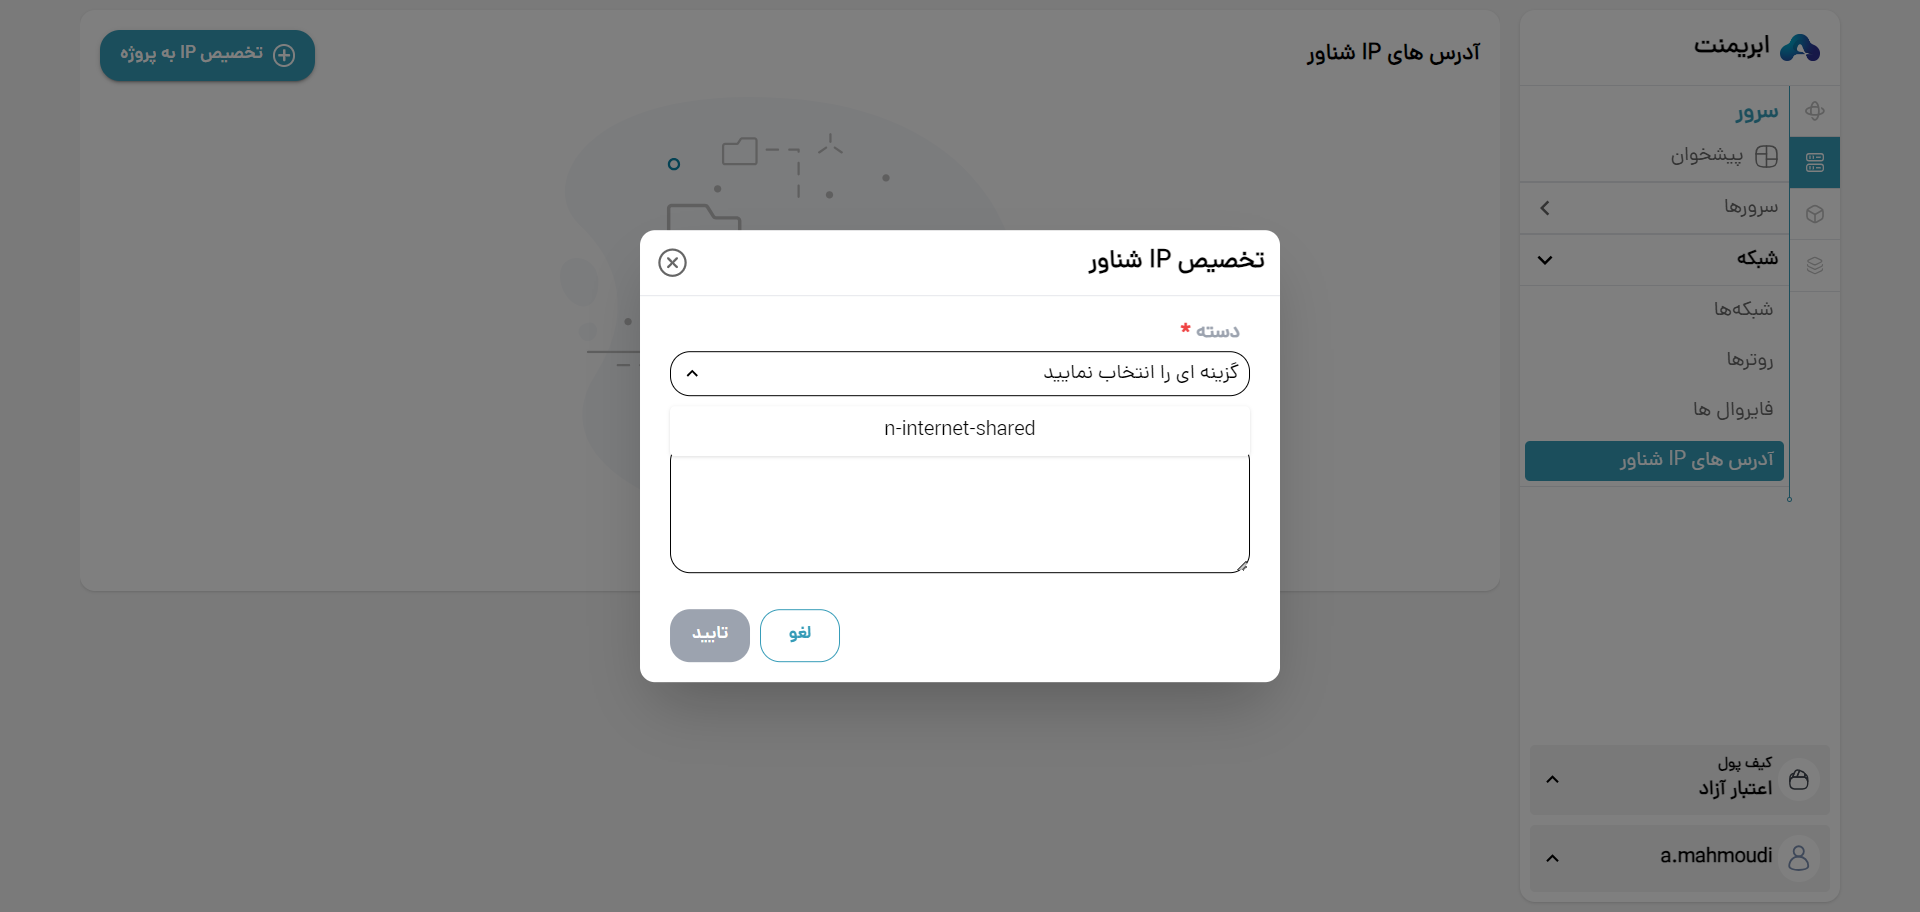 ابریمنت
سرور
پیشخوان
سرورها
شبکه
شبکه‌ها
روترها
فایروال ها
آدرس های IP شناور
کیف پول
اعتبار آزاد
a.mahmoudi
آدرس های IP شناور
تخصیص IP به پروژه
تخصیص IP شناور
دسته *
گزینه ای را انتخاب نمایید
n-internet-shared
لغو
تایید